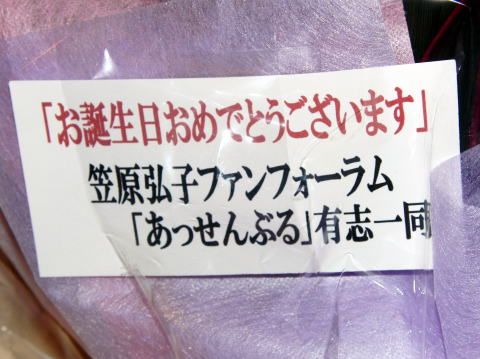 「お誕生日おめでとうございます」
笠原弘子ファンフォーラム
「あっせんぶる」有志一同